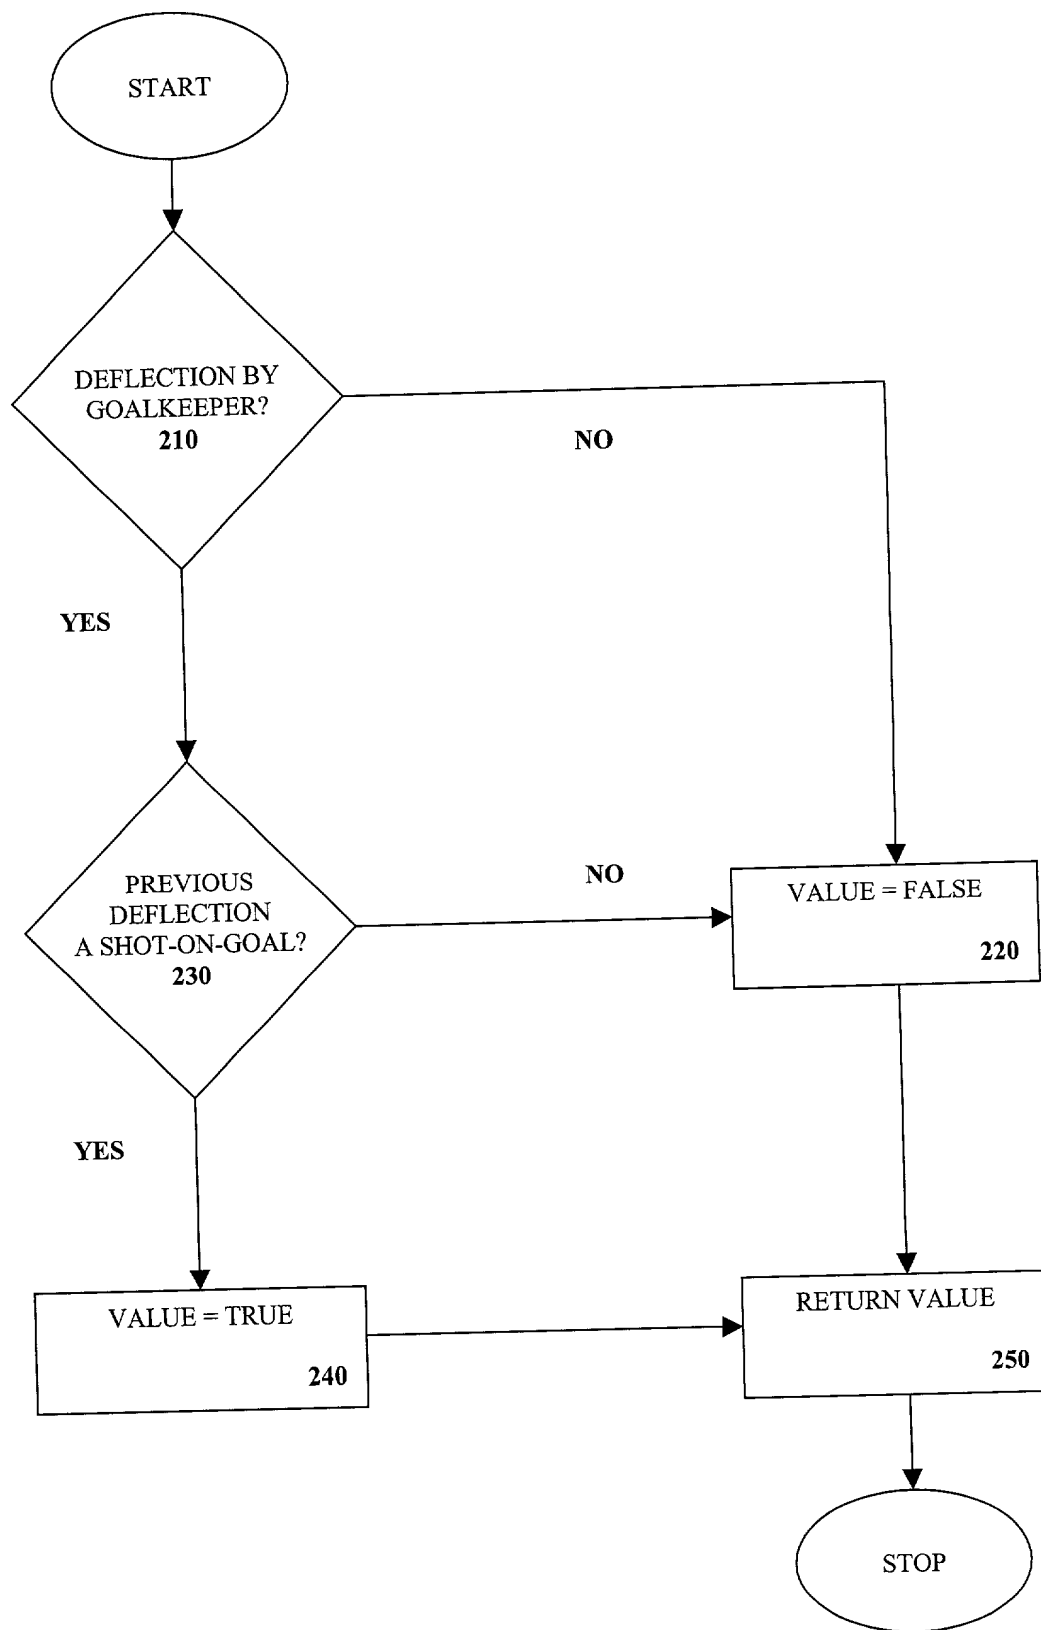 START
DEFLECTION BY
GOALKEEPER?
210
NO
YES
PREVIOUS
DEFLECTION
A SHOT-ON-GOAL?
230
NO
VALUE = FALSE
220
YES
VALUE = TRUE
240
RETURN VALUE
250
STOP